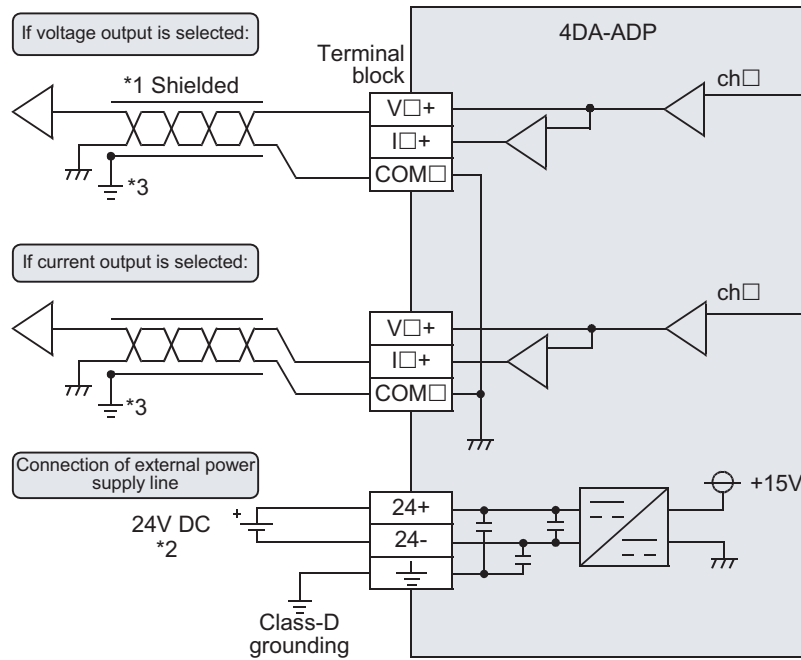 If voltage output is selected:
4DA-ADP
Terminal
block
*1 Shielded
ch□
V□+
I□+
COM□
*3
If current output is selected:
ch□
V□+
I□+
COM□
*3
Connection of external power
supply line
+15V
24V DC
*2
+
24+
24-
Class-D
grounding